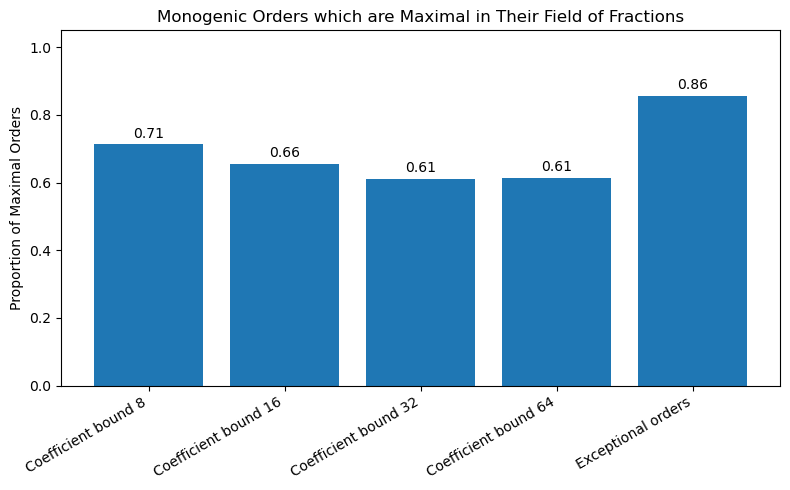 Monogenic Orders which are Maximal in Their Field of Fractions
Proportion of Maximal Orders
1.0
0.8
0.6
0.4
0.2
0.0
0.71
0.66
0.61
0.61
0.86
Coefficient bound 8
Coefficient bound 16
Coefficient bound 32
Coefficient bound 64
Exceptional orders